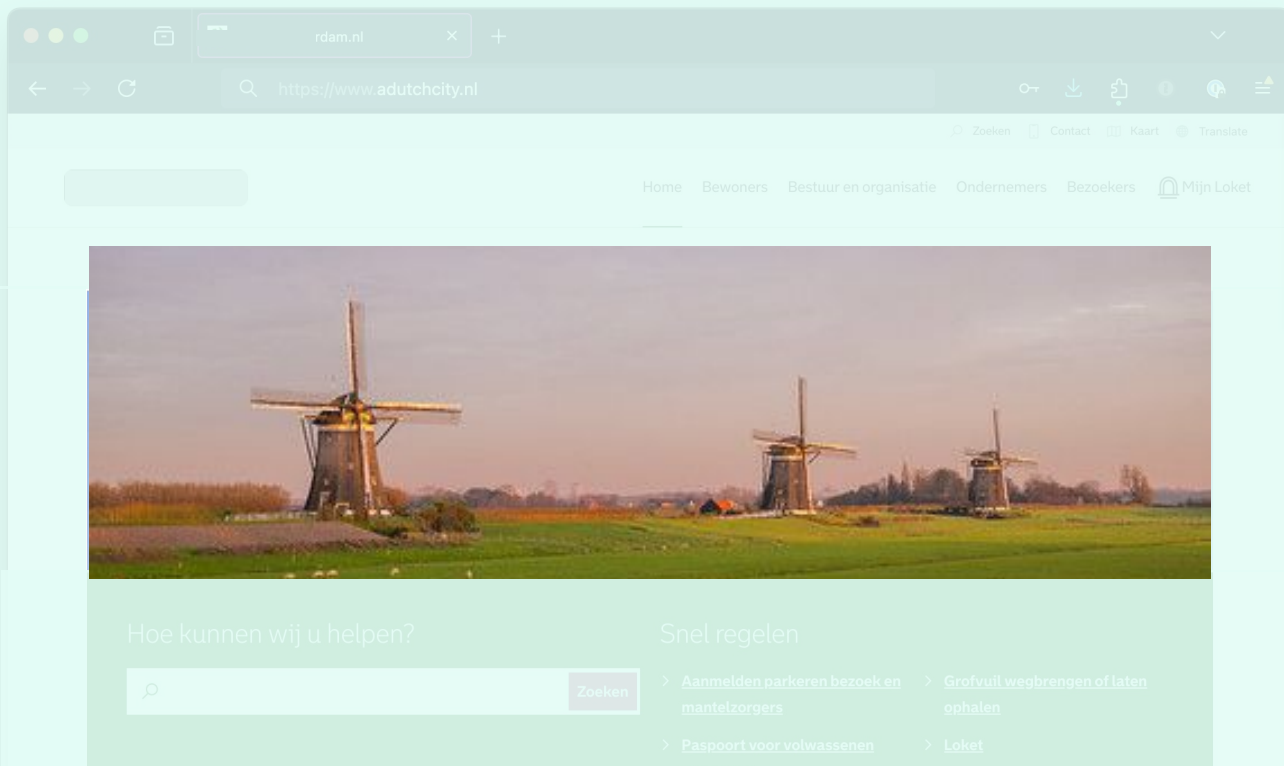 rdam.nl
https://www.adutchcity.nl
Zoeken Contact Kaart Translate
Home Bewoners Bestuur en organisatie Ondernemers Bezoekers Mijn Loket
Hoe kunnen wij u helpen?
Zoeken
Snel regelen
Aanmelden parkeren bezoek en
mantelzorgers
Grofvuil wegbrengen of laten
ophalen
Paspoort voor volwassenen
Loket